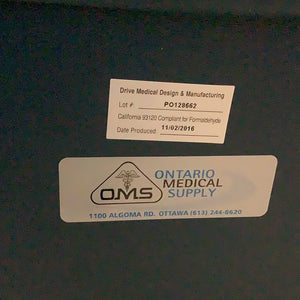 Drive Medical Design & Manufacturing
Lot # PO128662
California 93120 Compliant for Formaldehyde
Date Produced 11/02/2016
O.M.S
ONTARIO
MEDICAL
SUPPLY
1100 ALGOMA RD. OTTAWA (613) 244-8620